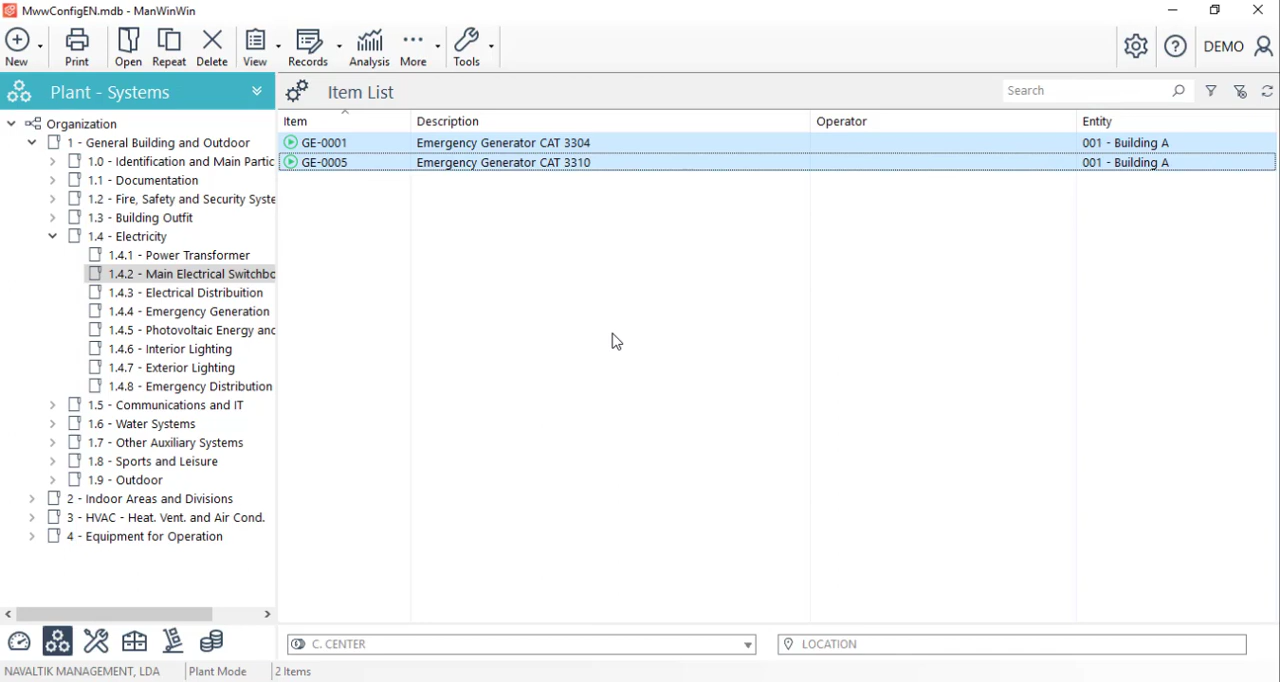 MwwConfigEN.mdb - ManWinWin
New Print Open Repeat Delete View Records Analysis More Tools DEMO
Plant - Systems
Item List
Search
Organization
1 - General Building and Outdoor
1.0 - Identification and Main Partic
1.1 - Documentation
1.2 - Fire, Safety and Security Syste
1.3 - Building Outfit
1.4 - Electricity
1.4.1 - Power Transformer
1.4.2 - Main Electrical Switchbo
1.4.3 - Electrical Distribuition
1.4.4 - Emergency Generation
1.4.5 - Photovoltaic Energy and
1.4.6 - Interior Lighting
1.4.7 - Exterior Lighting
1.4.8 - Emergency Distribution
1.5 - Communications and IT
1.6 - Water Systems
1.7 - Other Auxiliary Systems
1.8 - Sports and Leisure
1.9 - Outdoor
2 - Indoor Areas and Divisions
3 - HVAC - Heat. Vent. and Air Cond.
4 - Equipment for Operation
Item Description Operator Entity
GE-0001 Emergency Generator CAT 3304 001 - Building A
GE-0005 Emergency Generator CAT 3310 001 - Building A
C. CENTER LOCATION
NAVALTIK MANAGEMENT, LDA Plant Mode 2 Items